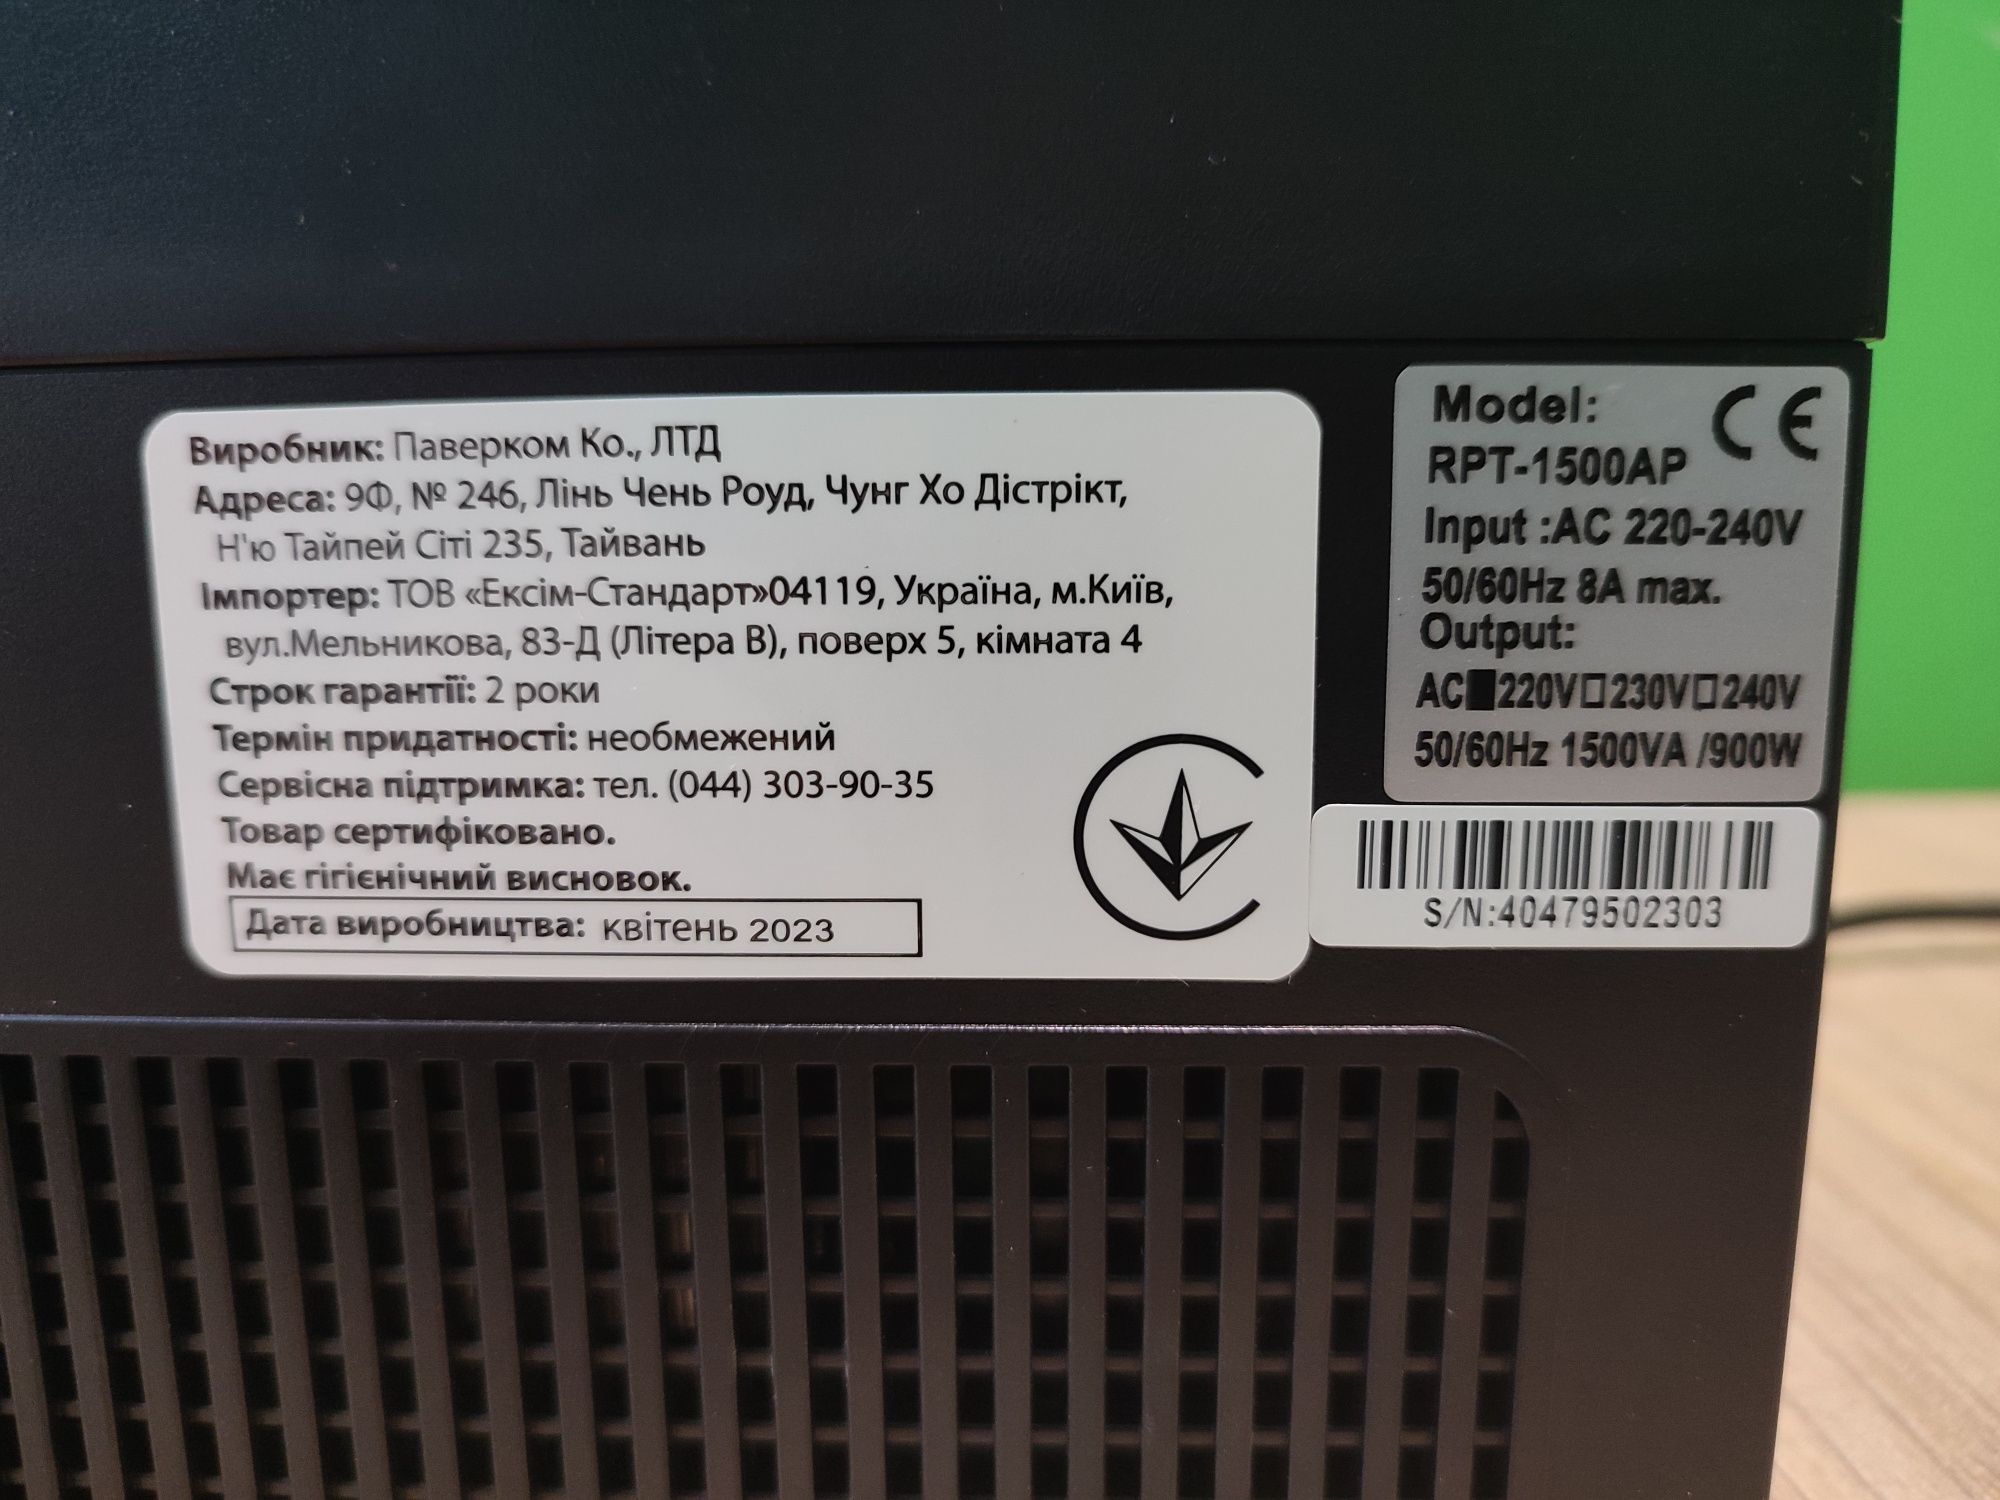 Виробник: Паверком Ко., ЛТД
Адреса: 9Ф, № 246, Лінь Чень Роуд, Чунг Хо Дістрікт,
Н'ю Тайпей Сіті 235, Тайвань
Імпортер: ТОВ «Ексім-Стандарт»04119, Україна, м.Київ,
вул.Мельникова, 83-Д (Літера В), поверх 5, кімната 4
Строк гарантії: 2 роки
Термін придатності: необмежений
Сервісна підтримка: тел. (044) 303-90-35
Товар сертифіковано.
Має гігієнічний висновок.
Дата виробництва: квітень 2023
Model: CE
RPT-1500AP
Input :AC 220-240V
50/60Hz 8A max.
Output:
AC■220V□230V□240V
50/60Hz 1500VA /900W
S/N:40479502303